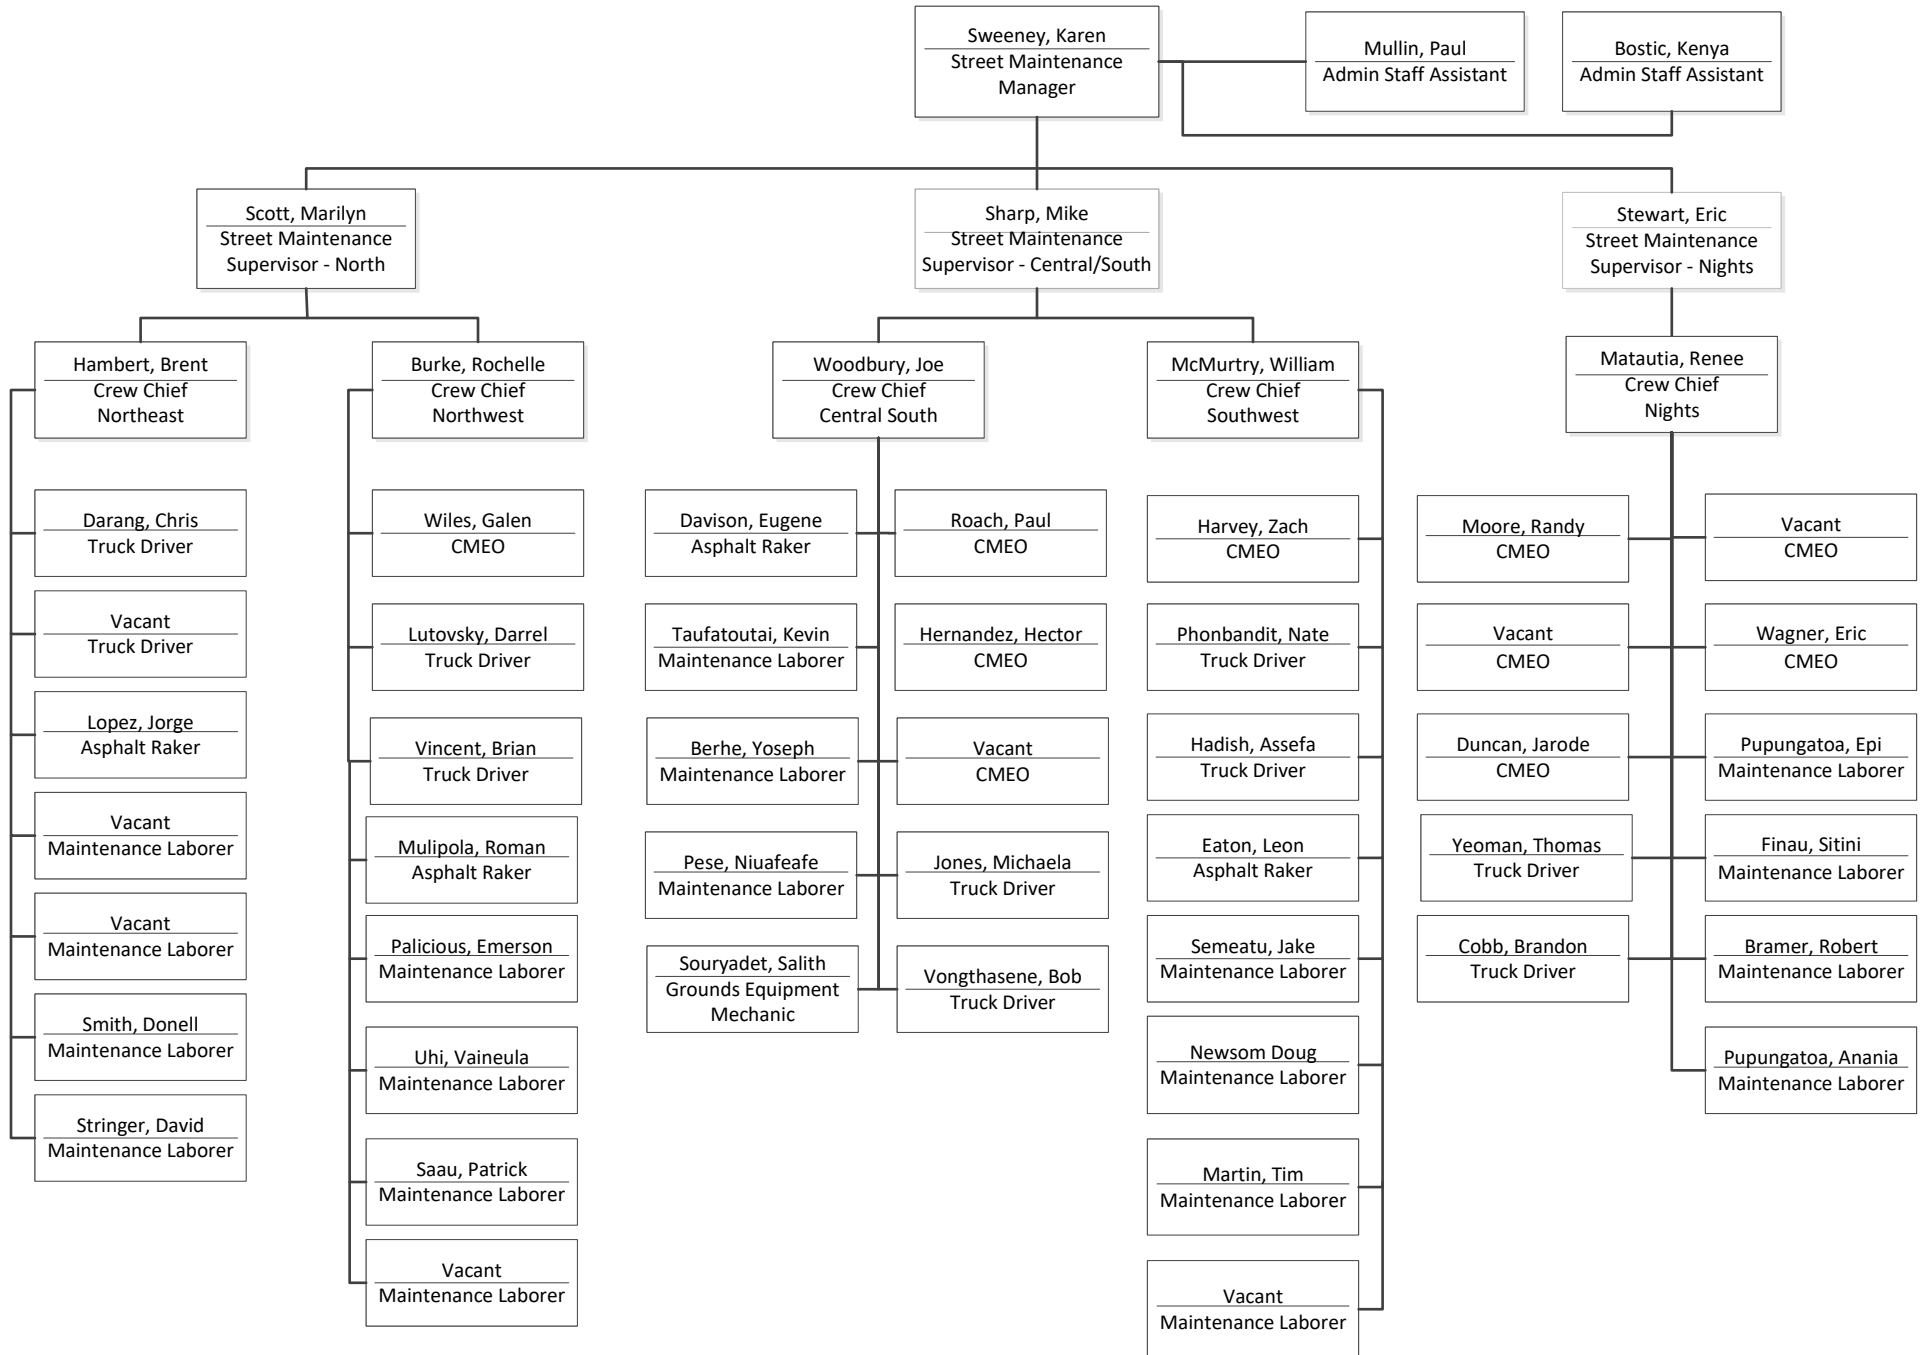 Sweeney, Karen
Street Maintenance
Manager
Mullin, Paul
Admin Staff Assistant
Bostic, Kenya
Admin Staff Assistant
Scott, Marilyn
Street Maintenance
Supervisor - North
Sharp, Mike
Street Maintenance
Supervisor - Central/South
Stewart, Eric
Street Maintenance
Supervisor - Nights
Hambert, Brent
Crew Chief
Northeast
Burke, Rochelle
Crew Chief
Northwest
Woodbury, Joe
Crew Chief
Central South
McMurtry, William
Crew Chief
Southwest
Matautia, Renee
Crew Chief
Nights
Darang, Chris
Truck Driver
Vacant
Truck Driver
Lopez, Jorge
Asphalt Raker
Vacant
Maintenance Laborer
Vacant
Maintenance Laborer
Smith, Donell
Maintenance Laborer
Stringer, David
Maintenance Laborer
Wiles, Galen
CMEO
Lutovsky, Darrel
Truck Driver
Vincent, Brian
Truck Driver
Mulipola, Roman
Asphalt Raker
Palicious, Emerson
Maintenance Laborer
Uhi, Vaineula
Maintenance Laborer
Saau, Patrick
Maintenance Laborer
Vacant
Maintenance Laborer
Davison, Eugene
Asphalt Raker
Taufatoutai, Kevin
Maintenance Laborer
Berhe, Yoseph
Maintenance Laborer
Pese, Niuafeafe
Maintenance Laborer
Souryadet, Salith
Grounds Equipment
Mechanic
Roach, Paul
CMEO
Hernandez, Hector
CMEO
Vacant
CMEO
Jones, Michaela
Truck Driver
Vongthasene, Bob
Truck Driver
Harvey, Zach
CMEO
Phonbandit, Nate
Truck Driver
Hadish, Assefa
Truck Driver
Eaton, Leon
Asphalt Raker
Semeatu, Jake
Maintenance Laborer
Newsom Doug
Maintenance Laborer
Martin, Tim
Maintenance Laborer
Vacant
Maintenance Laborer
Moore, Randy
CMEO
Vacant
CMEO
Duncan, Jarode
CMEO
Yeoman, Thomas
Truck Driver
Cobb, Brandon
Truck Driver
Vacant
CMEO
Wagner, Eric
CMEO
Pupungatoa, Epi
Maintenance Laborer
Finau, Sitini
Maintenance Laborer
Bramer, Robert
Maintenance Laborer
Pupungatoa, Anania
Maintenance Laborer